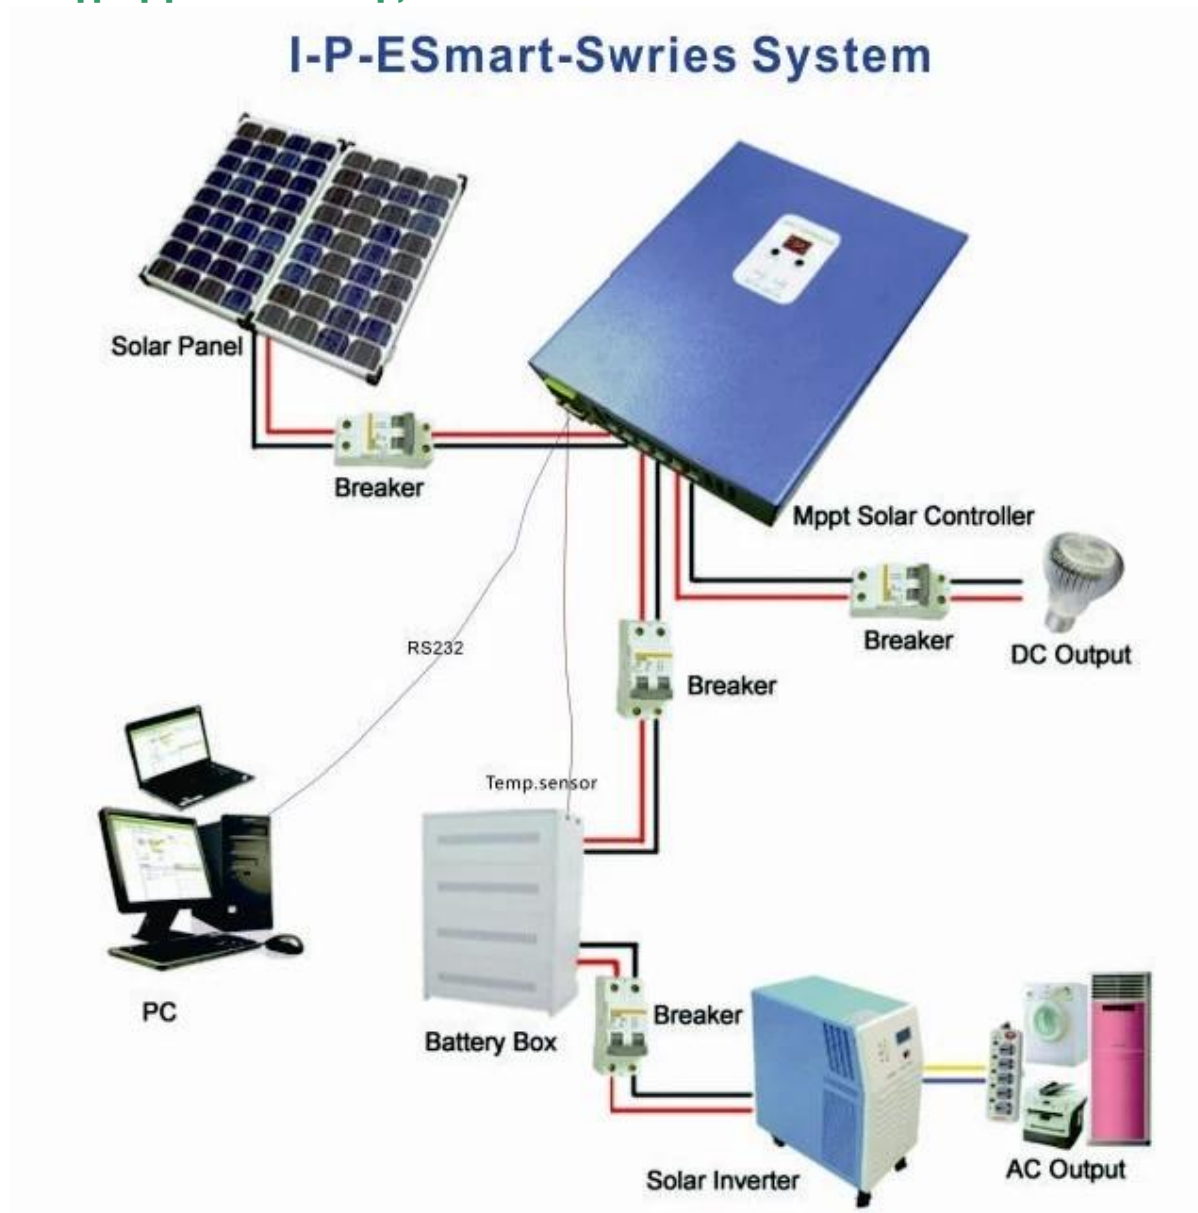 I-P-ESmart-Swries System
Solar Panel
Breaker
Mppt Solar Controller
Breaker
DC Output
RS232
Breaker
Temp.sensor
PC
Battery Box
Breaker
Solar Inverter
AC Output